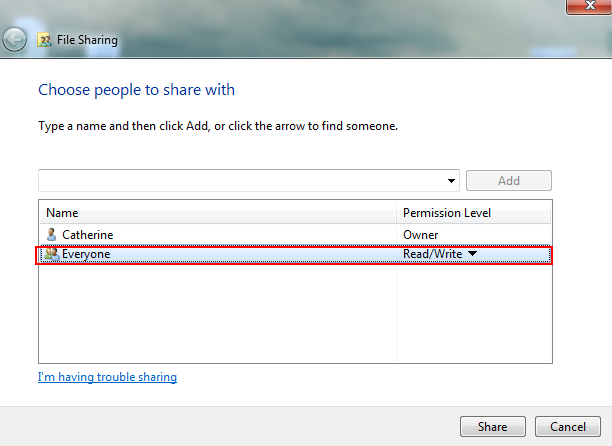 File Sharing
Choose people to share with
Type a name and then click Add, or click the arrow to find someone.
Add
Name Permission Level
Catherine Owner
Everyone Read/Write
I'm having trouble sharing
Share Cancel